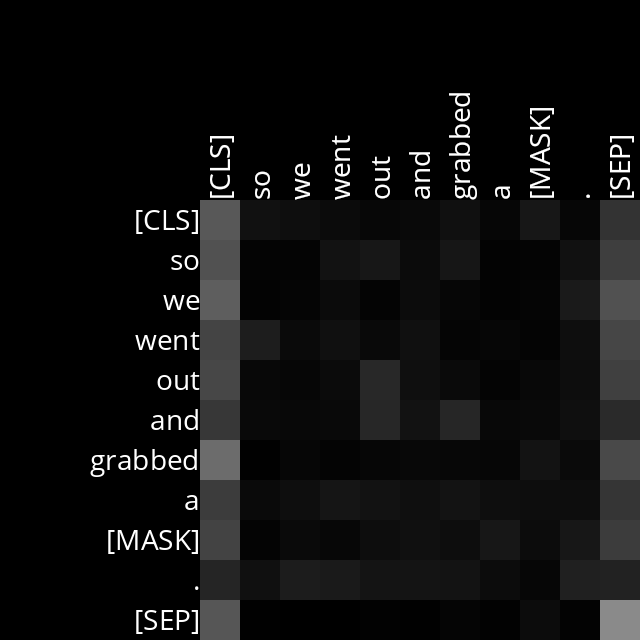 [CLS] so we went out and grabbed a [MASK] . [SEP]
[CLS]
so
we
went
out
and
grabbed
a
[MASK]
.
[SEP]